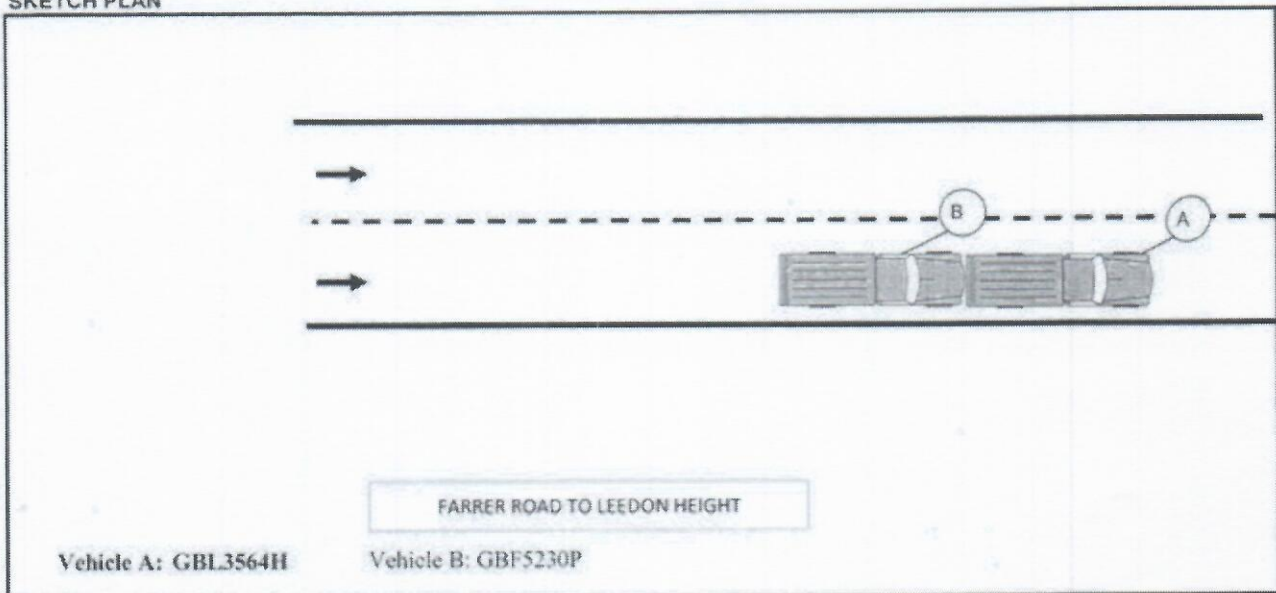 SKETCH PLAN
B
A
FARRER ROAD TO LEEDON HEIGHT
Vehicle A: GBL3564H Vehicle B: GBF5230P